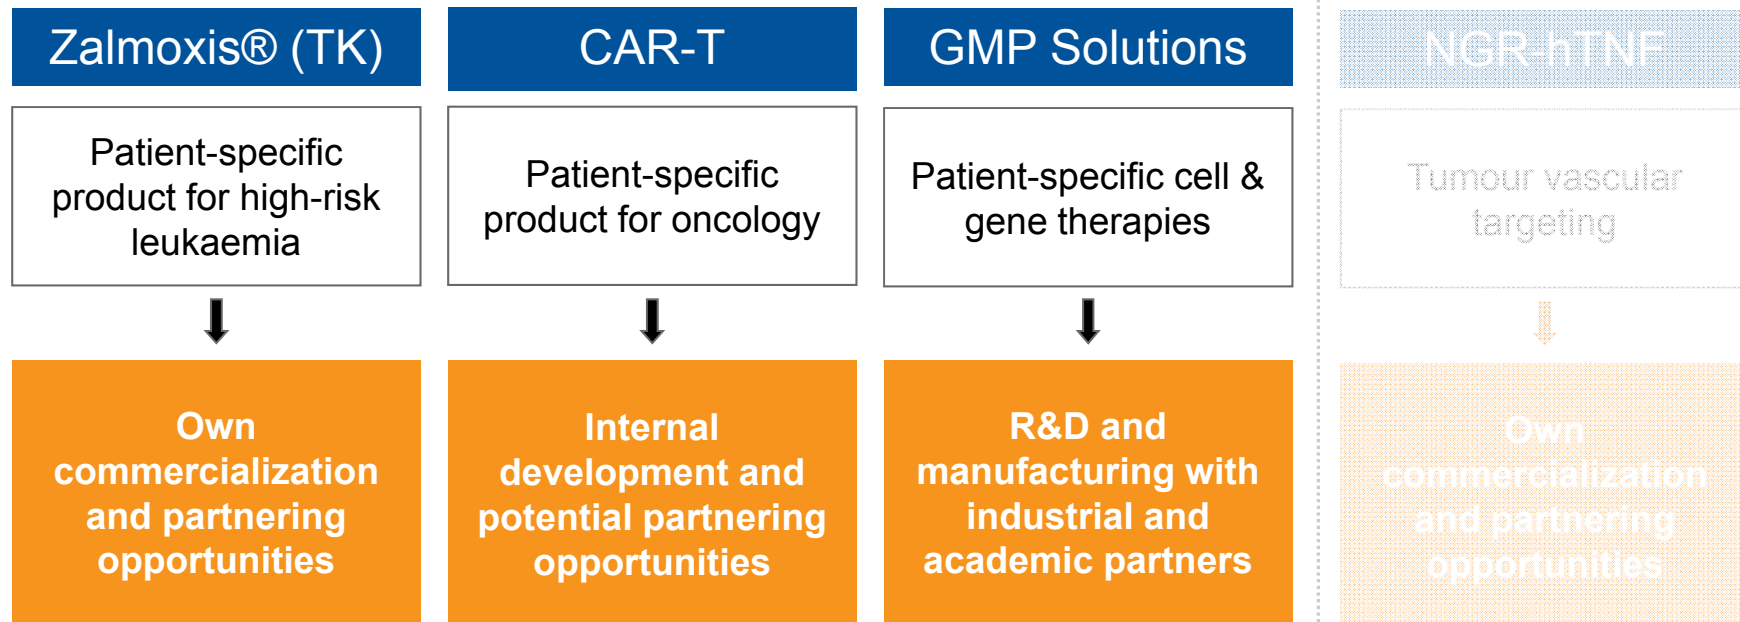 Zalmoxis® (TK)
Patient-specific
product for high-risk
leukaemia
Own
commercialization
and partnering
opportunities
CAR-T
Patient-specific
product for oncology
Internal
development and
potential partnering
opportunities
GMP Solutions
Patient-specific cell &
gene therapies
R&D and
manufacturing with
industrial and
academic partners
NGR-hTNF
Tumour vascular
targeting
Own
commercialization
and partnering
opportunities